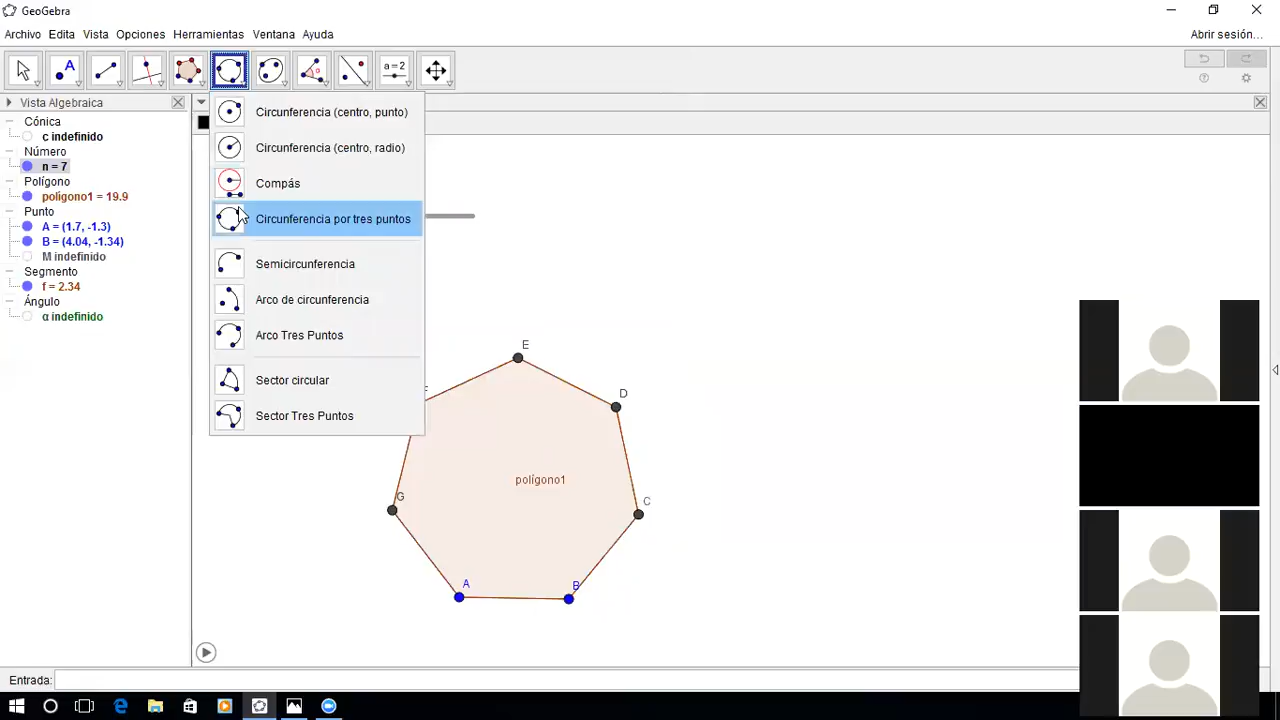 GeoGebra
Archivo Edita Vista Opciones Herramientas Ventana Ayuda
Abrir sesión...
A
a=2
Vista Algebraica
Cónica
c indefinido
Número
n = 7
Polígono
polígono1 = 19.9
Punto
A = (1.7, -1.3)
B = (4.04, -1.34)
M indefinido
Segmento
f = 2.34
Ángulo
α indefinido
Circunferencia (centro, punto)
Circunferencia (centro, radio)
Compás
Circunferencia por tres puntos
Semicircunferencia
Arco de circunferencia
Arco Tres Puntos
Sector circular
Sector Tres Puntos
E
D
polígono1
G
C
A
B
Entrada: